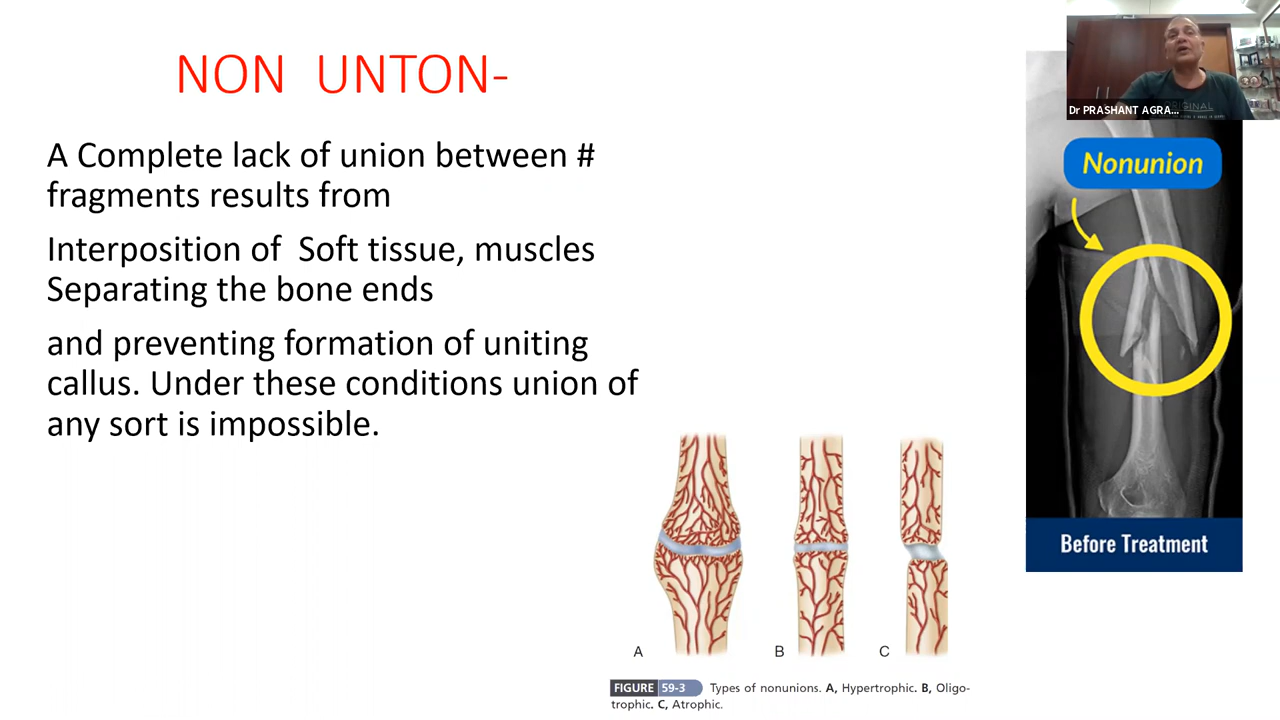 NON UNTON-
A Complete lack of union between #
fragments results from
Interposition of Soft tissue, muscles
Separating the bone ends
and preventing formation of uniting
callus. Under these conditions union of
any sort is impossible.
Dr PRASHANT AGRA...
ORIGINAL
Nonunion
Before Treatment
A
B
C
FIGURE 59-3 Types of nonunions. A, Hypertrophic. B, Oligo-
trophic. C, Atrophic.